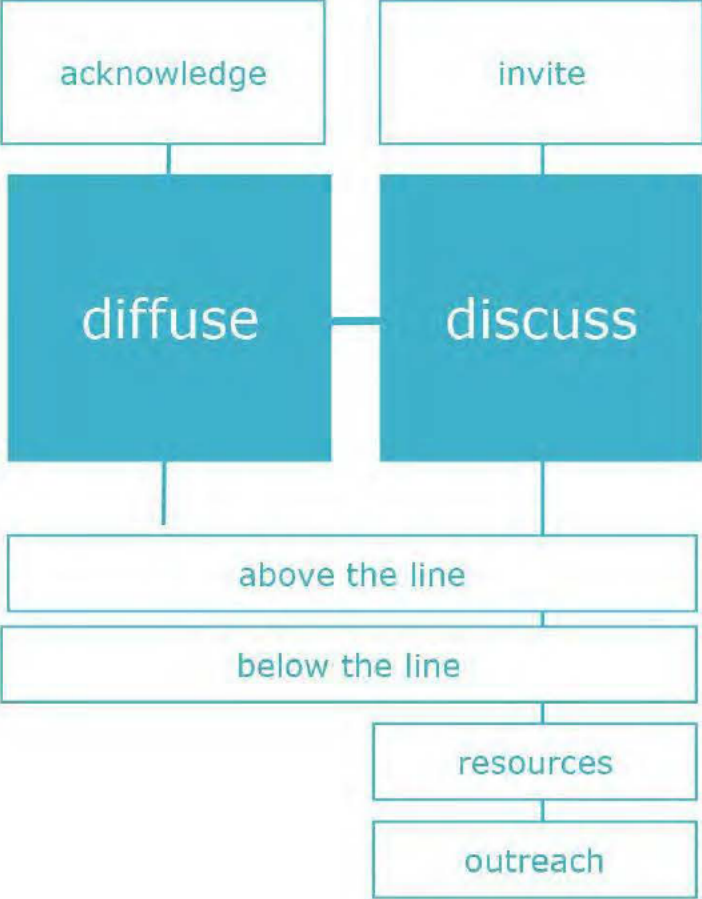 acknowledge
invite
diffuse
discuss
above the line
below the line
resources
outreach